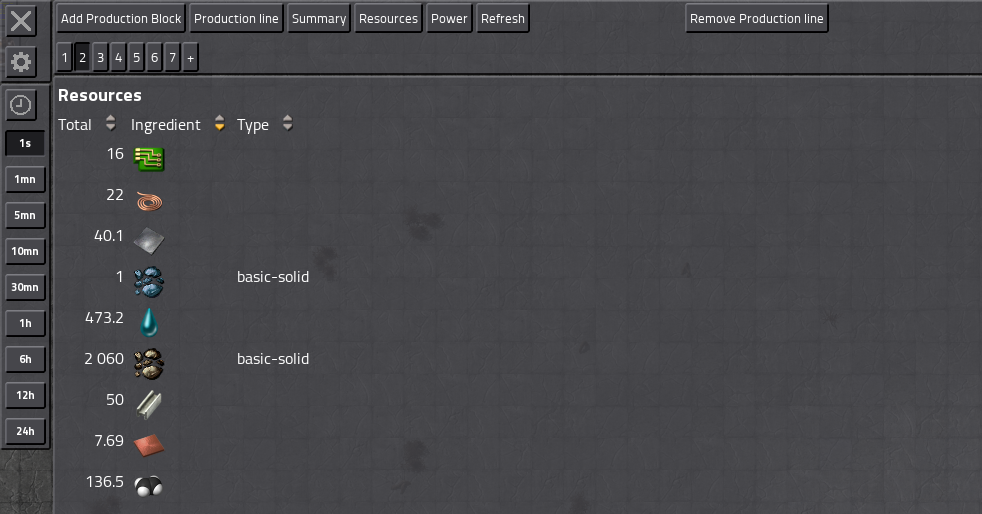 Add Production Block Production line Summary Resources Power Refresh Remove Production line
1 2 3 4 5 6 7 +
Resources
Total Ingredient Type
1s
16
1mn
22
5mn
40.1
10mn
1 basic-solid
30mn
473.2
1h
2 060 basic-solid
6h
50
12h
7.69
24h
136.5